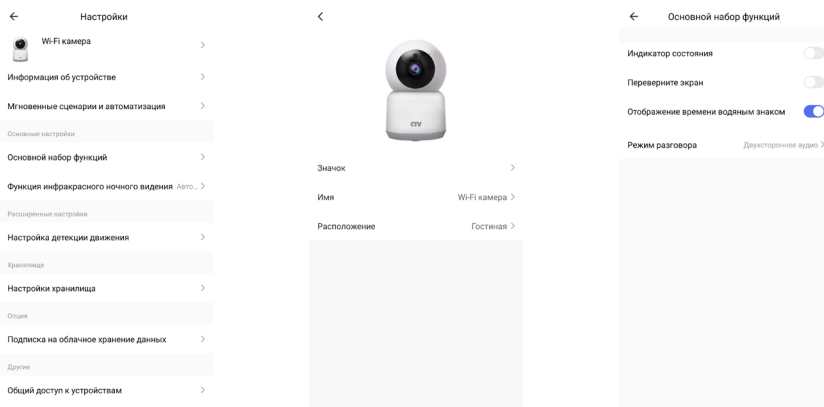 Настройки
Wi-Fi камера
Информация об устройстве
Мгновенные сценарии и автоматизация
Основные настройки
Основной набор функций
Функция инфракрасного ночного видения Авто...
Расширенные настройки
Настройка детекции движения
Хранилище
Настройки хранилища
Опция
Подписка на облачное хранение данных
Другие
Общий доступ к устройствам
CTV
Значок
Имя Wi-Fi камера
Расположение Гостиная
Основной набор функций
Индикатор состояния
Переверните экран
Отображение времени водяным знаком
Режим разговора Двухстороннее аудио